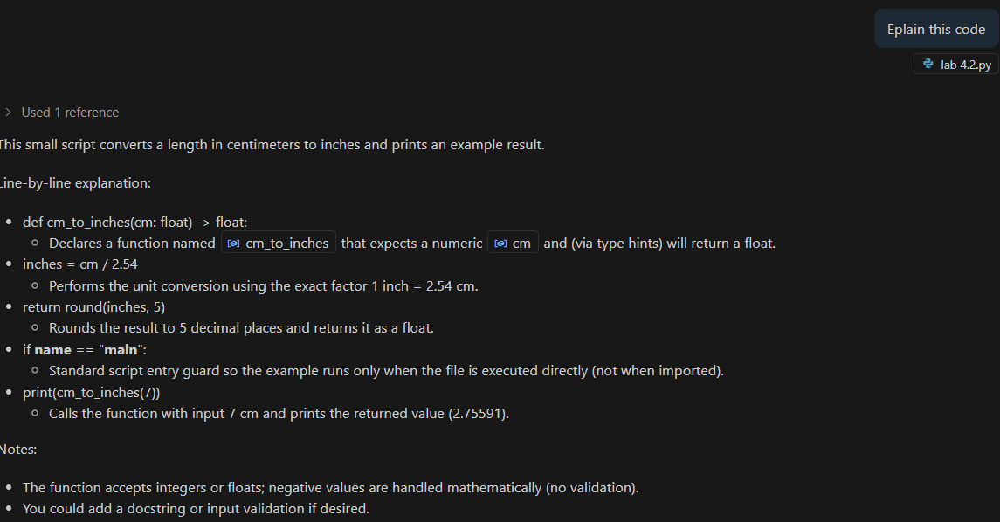 Eplain this code
lab 4.2.py
Used 1 reference
This small script converts a length in centimeters to inches and prints an example result.
Line-by-line explanation:
def cm_to_inches(cm: float) -> float:
Declares a function named cm_to_inches that expects a numeric cm and (via type hints) will return a float.
inches = cm / 2.54
Performs the unit conversion using the exact factor 1 inch = 2.54 cm.
return round(inches, 5)
Rounds the result to 5 decimal places and returns it as a float.
if name == "main":
Standard script entry guard so the example runs only when the file is executed directly (not when imported).
print(cm_to_inches(7))
Calls the function with input 7 cm and prints the returned value (2.75591).
Notes:
The function accepts integers or floats; negative values are handled mathematically (no validation).
You could add a docstring or input validation if desired.